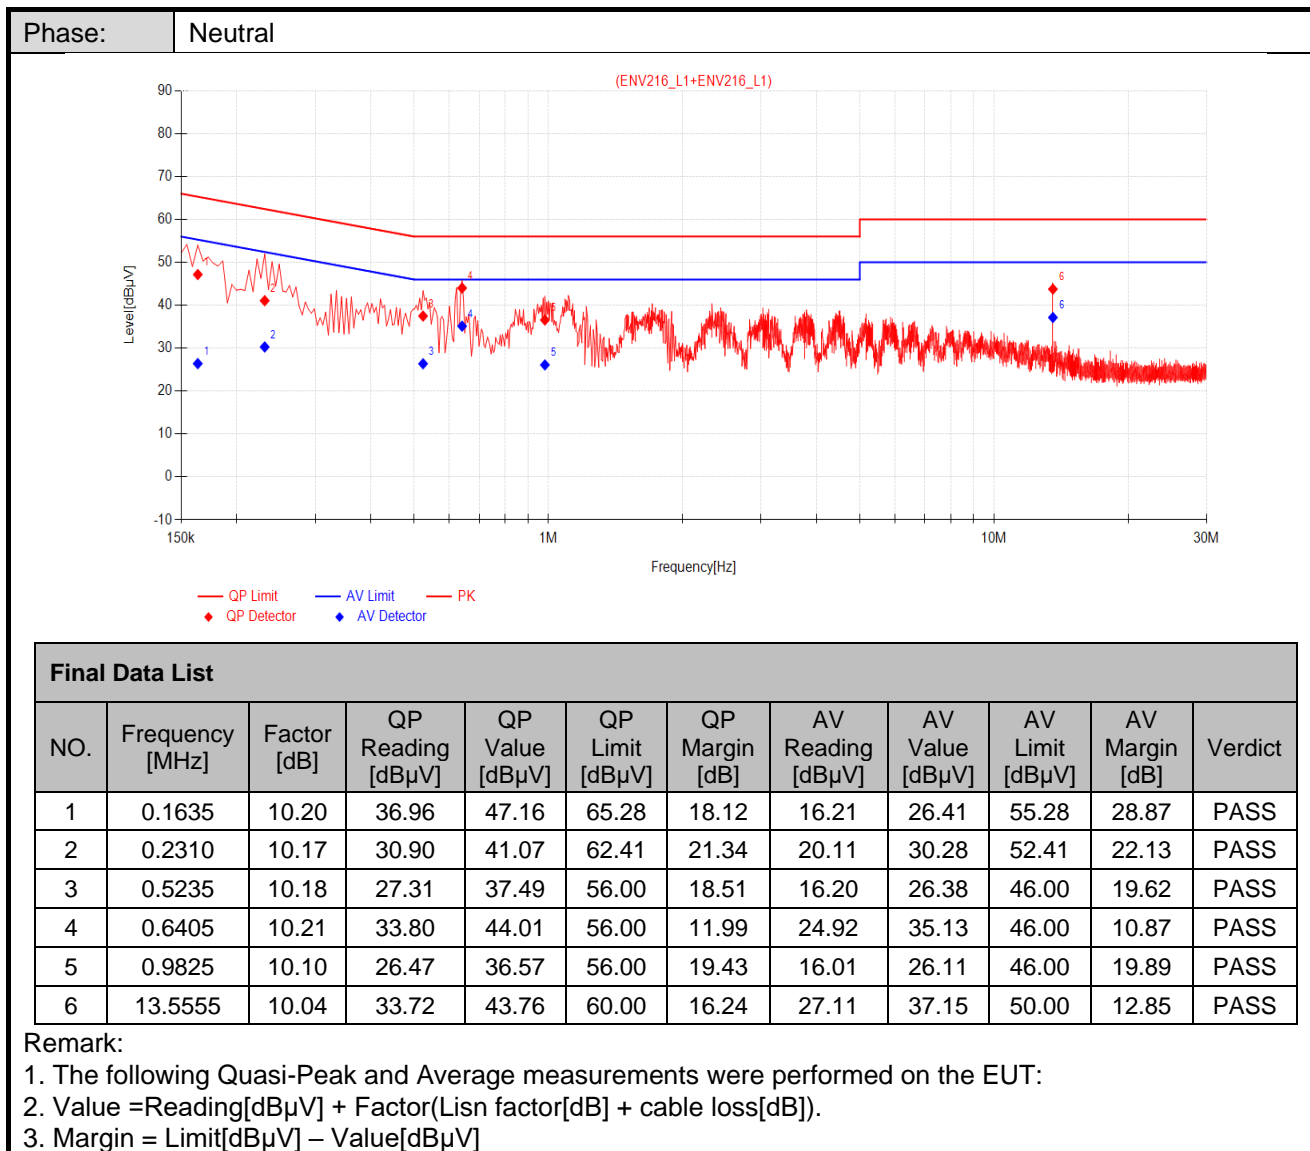 Phase: Neutral
(ENV216_L1+ENV216_L1)
90
80
70
60
50
40
30
20
10
0
-10
Level[dBµV]
150k 1M 10M 30M
Frequency[Hz]
1 2 3 4 5 6
1 2 3 4 5 6
QP Limit AV Limit PK
QP Detector AV Detector
Final Data List
NO. Frequency [MHz] Factor [dB] QP Reading [dBµV] QP Value [dBµV] QP Limit [dBµV] QP Margin [dB] AV Reading [dBµV] AV Value [dBµV] AV Limit [dBµV] AV Margin [dB] Verdict
1 0.1635 10.20 36.96 47.16 65.28 18.12 16.21 26.41 55.28 28.87 PASS
2 0.2310 10.17 30.90 41.07 62.41 21.34 20.11 30.28 52.41 22.13 PASS
3 0.5235 10.18 27.31 37.49 56.00 18.51 16.20 26.38 46.00 19.62 PASS
4 0.6405 10.21 33.80 44.01 56.00 11.99 24.92 35.13 46.00 10.87 PASS
5 0.9825 10.10 26.47 36.57 56.00 19.43 16.01 26.11 46.00 19.89 PASS
6 13.5555 10.04 33.72 43.76 60.00 16.24 27.11 37.15 50.00 12.85 PASS
Remark:
1. The following Quasi-Peak and Average measurements were performed on the EUT:
2. Value =Reading[dBµV] + Factor(Lisn factor[dB] + cable loss[dB]).
3. Margin = Limit[dBµV] – Value[dBµV]